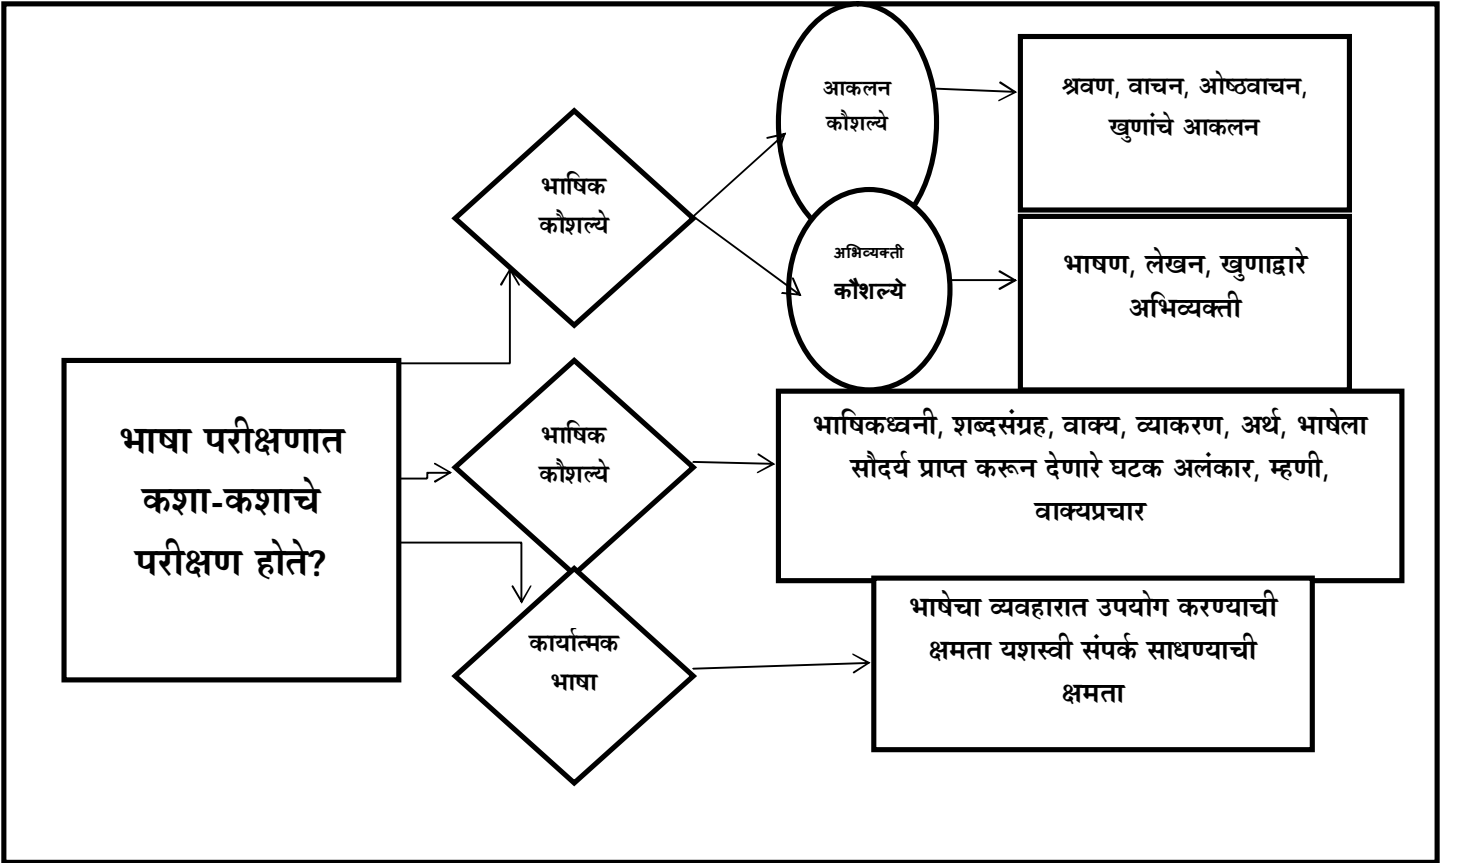 भाषा परीक्षणात
कशा-कशाचे
परीक्षण होते?
भाषिक
कौशल्ये
आकलन
कौशल्ये
श्रवण, वाचन, ओष्ठवाचन,
खुणांचे आकलन
अभिव्यक्ती
कौशल्ये
भाषण, लेखन, खुणाद्वारे
अभिव्यक्ती
भाषिक
कौशल्ये
भाषिकध्वनी, शब्दसंग्रह, वाक्य, व्याकरण, अर्थ, भाषेला
सौदर्य प्राप्त करून देणारे घटक अलंकार, म्हणी,
वाक्यप्रचार
कार्यात्मक
भाषा
भाषेचा व्यवहारात उपयोग करण्याची
क्षमता यशस्वी संपर्क साधण्याची
क्षमता